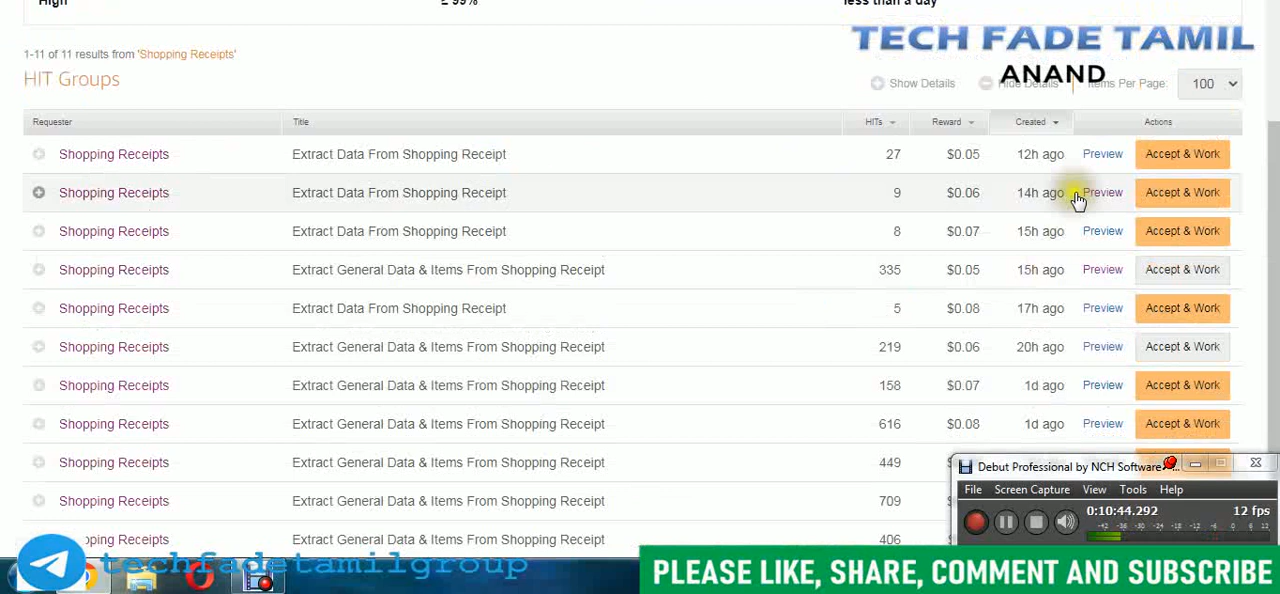 High ≥ 99% less than a day
TECH FADE TAMIL
1-11 of 11 results from 'Shopping Receipts'
ANAND
HIT Groups
Show Details Hide Details Items Per Page: 100
Requester Title HITs Reward Created Actions
Shopping Receipts Extract Data From Shopping Receipt 27 $0.05 12h ago Preview Accept & Work
Shopping Receipts Extract Data From Shopping Receipt 9 $0.06 14h ago Preview Accept & Work
Shopping Receipts Extract Data From Shopping Receipt 8 $0.07 15h ago Preview Accept & Work
Shopping Receipts Extract General Data & Items From Shopping Receipt 335 $0.05 15h ago Preview Accept & Work
Shopping Receipts Extract Data From Shopping Receipt 5 $0.08 17h ago Preview Accept & Work
Shopping Receipts Extract General Data & Items From Shopping Receipt 219 $0.06 20h ago Preview Accept & Work
Shopping Receipts Extract General Data & Items From Shopping Receipt 158 $0.07 1d ago Preview Accept & Work
Shopping Receipts Extract General Data & Items From Shopping Receipt 616 $0.08 1d ago Preview Accept & Work
Shopping Receipts Extract General Data & Items From Shopping Receipt 449
Shopping Receipts Extract General Data & Items From Shopping Receipt 709
Receipts Extract General Data & Items From Shopping Receipt 406
Debut Professional by NCH Software ...
File Screen Capture View Tools Help
0:10:44.292 12 fps
-42 -36 -30 -24 -18 -12 -6 0 6 12
techfadetamilgroup
PLEASE LIKE, SHARE, COMMENT AND SUBSCRIBE